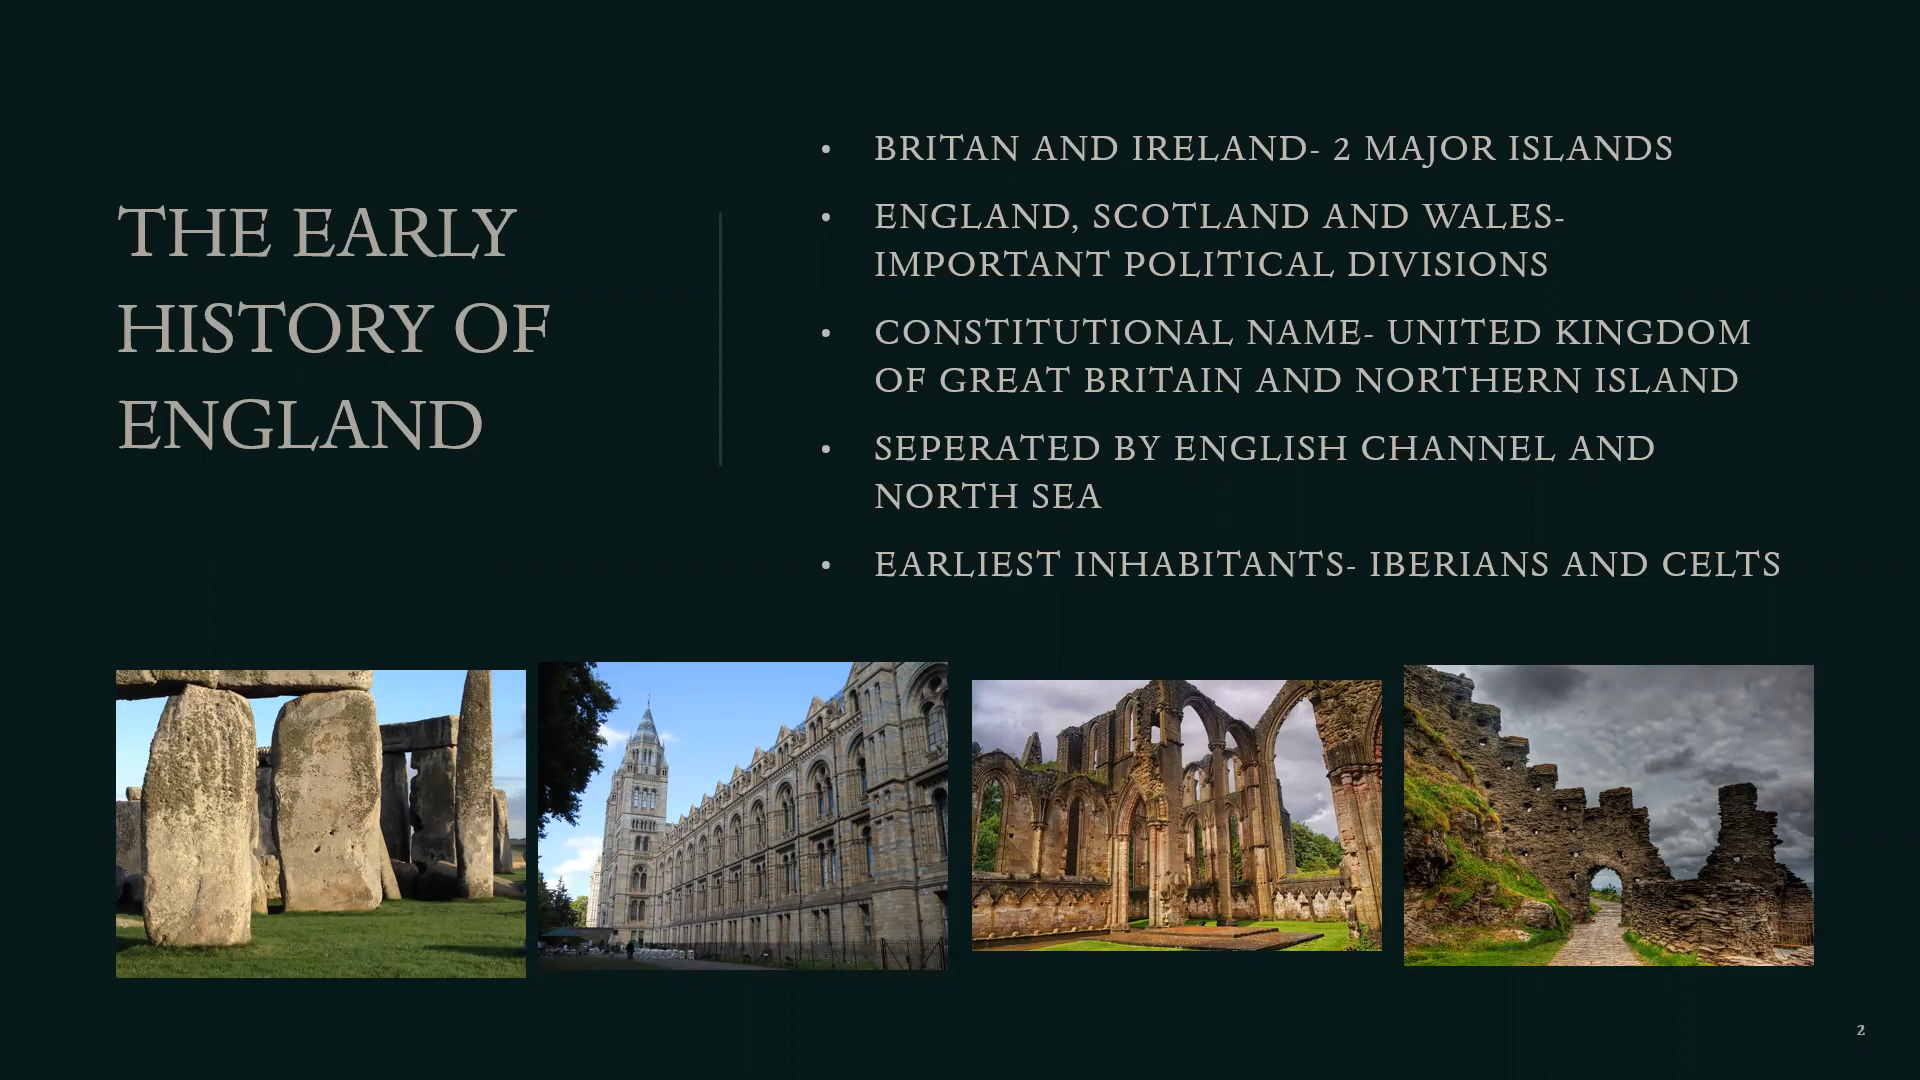 THE EARLY
HISTORY OF
ENGLAND
• BRITAN AND IRELAND- 2 MAJOR ISLANDS
• ENGLAND, SCOTLAND AND WALES-
IMPORTANT POLITICAL DIVISIONS
• CONSTITUTIONAL NAME- UNITED KINGDOM
OF GREAT BRITAIN AND NORTHERN ISLAND
• SEPERATED BY ENGLISH CHANNEL AND
NORTH SEA
• EARLIEST INHABITANTS- IBERIANS AND CELTS
2